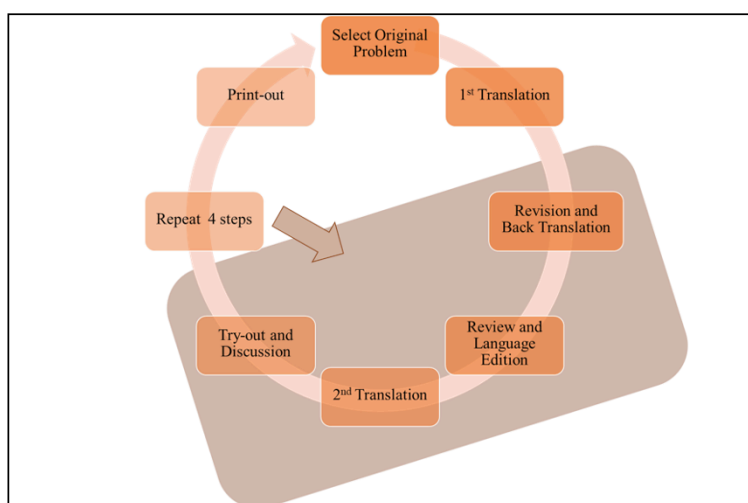 Select Original
Problem
1st Translation
Revision and
Back Translation
Review and
Language
Edition
2nd Translation
Try-out and
Discussion
Repeat 4 steps
Print-out